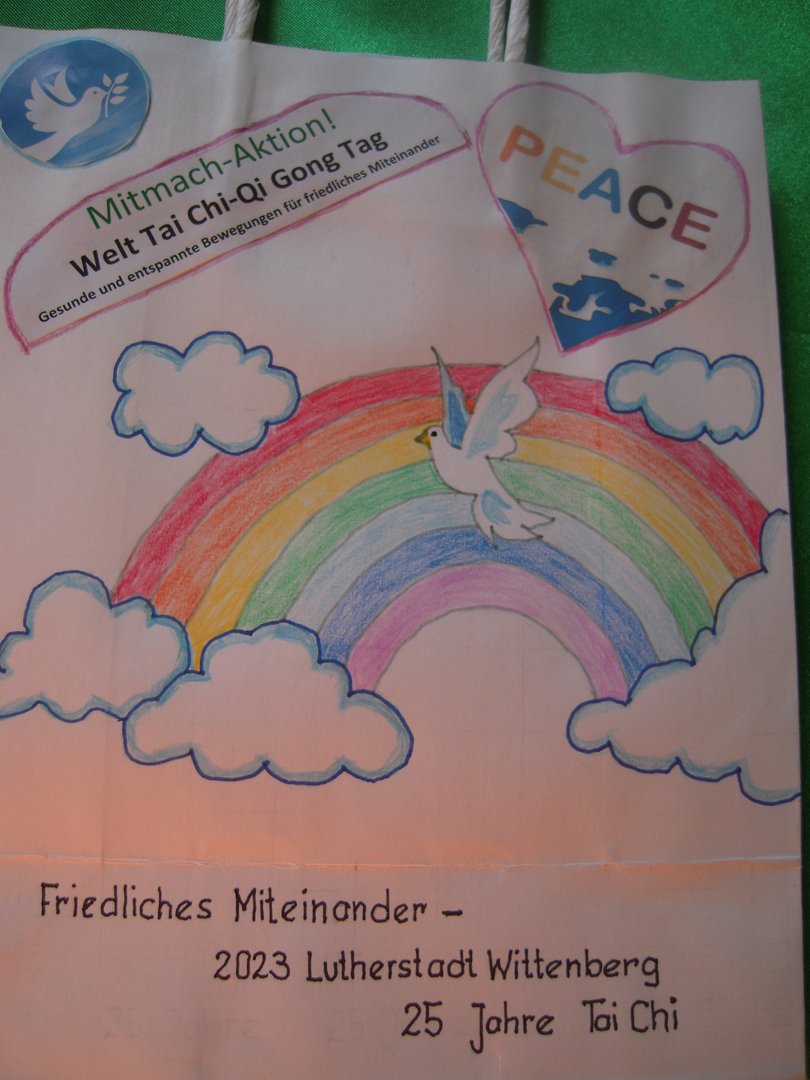 Mitmach-Aktion!
Welt Tai Chi-Qi Gong Tag
Gesunde und entspannte Bewegungen für friedliches Miteinander
PEACE
Friedliches Miteinander –
2023 Lutherstadt Wittenberg
25 Jahre Tai Chi